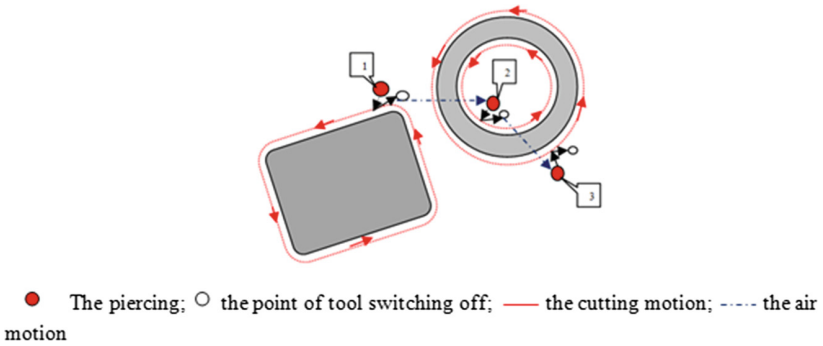 1
2
3
The piercing; the point of tool switching off; the cutting motion; the air
motion